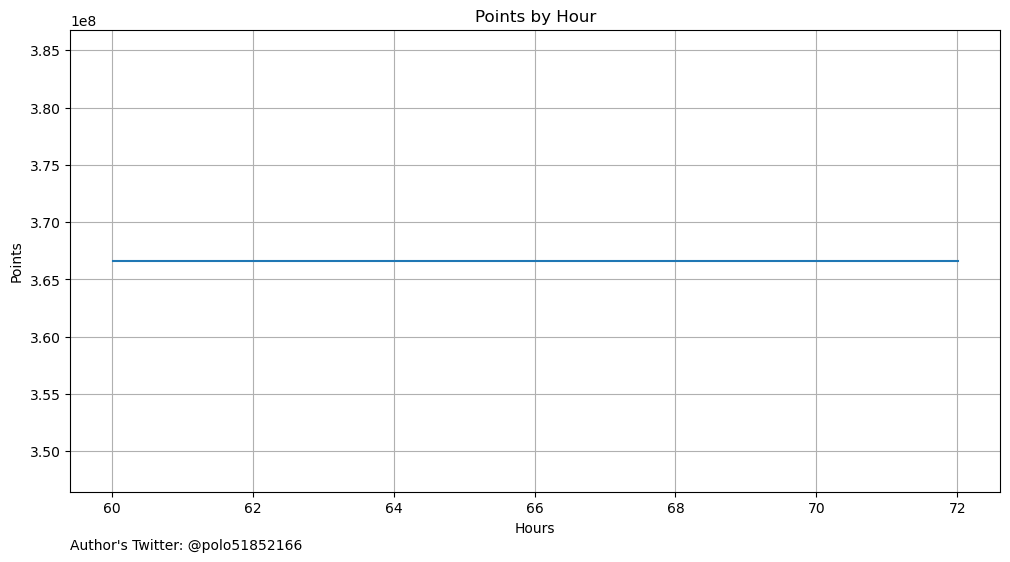 Points by Hour
1e8
3.85
3.80
3.75
3.70
3.65
3.60
3.55
3.50
Points
60 62 64 66 68 70 72
Hours
Author's Twitter: @polo51852166